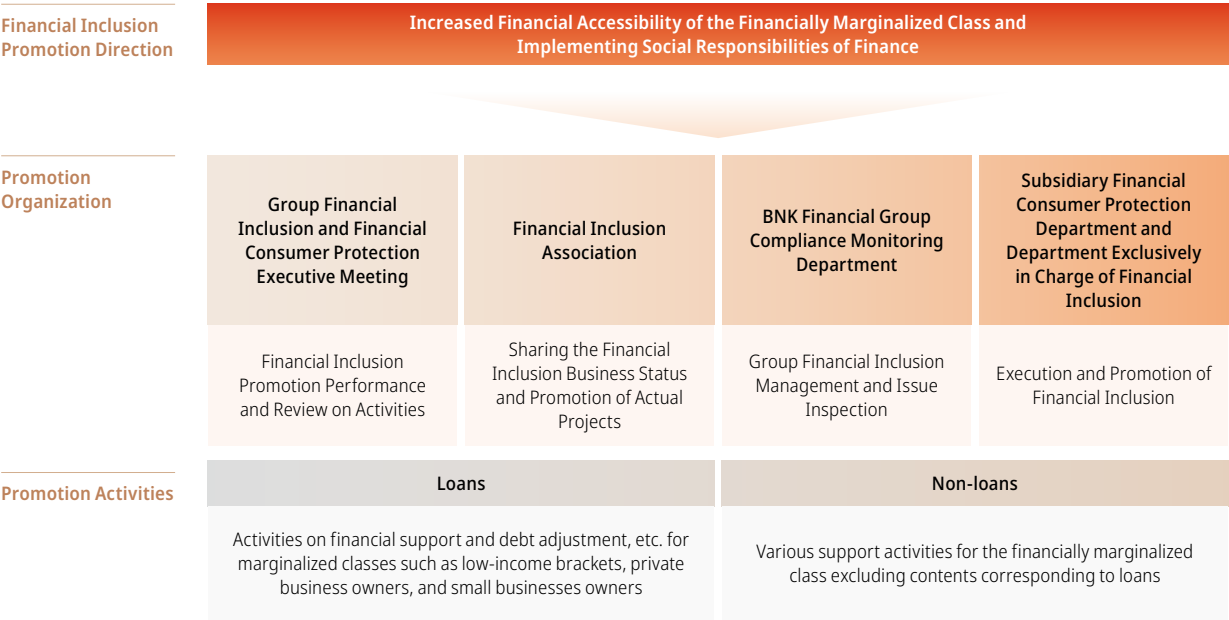 Financial Inclusion
Promotion Direction
Increased Financial Accessibility of the Financially Marginalized Class and
Implementing Social Responsibilities of Finance
Promotion
Organization
Group Financial
Inclusion and Financial
Consumer Protection
Executive Meeting
Financial Inclusion
Association
BNK Financial Group
Compliance Monitoring
Department
Subsidiary Financial
Consumer Protection
Department and
Department Exclusively
in Charge of Financial
Inclusion
Financial Inclusion
Promotion Performance
and Review on Activities
Sharing the Financial
Inclusion Business Status
and Promotion of Actual
Projects
Group Financial Inclusion
Management and Issue
Inspection
Execution and Promotion of
Financial Inclusion
Promotion Activities
Loans
Non-loans
Activities on financial support and debt adjustment, etc. for
marginalized classes such as low-income brackets, private
business owners, and small businesses owners
Various support activities for the financially marginalized
class excluding contents corresponding to loans